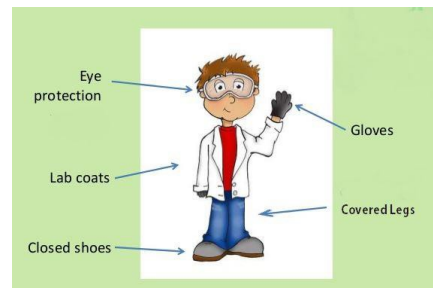 Eye
protection
Gloves
Lab coats
Covered Legs
Closed shoes